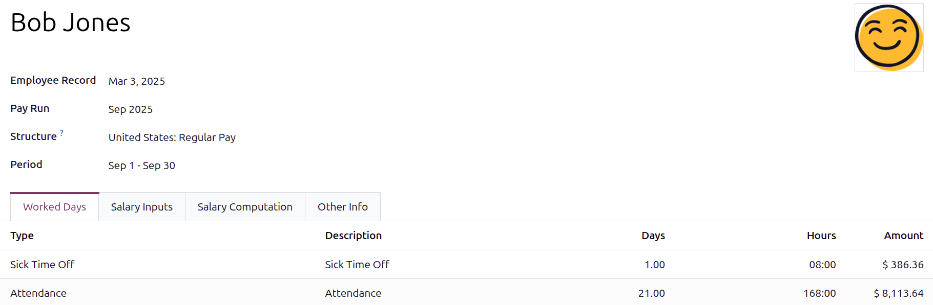 Bob Jones
Employee Record Mar 3, 2025
Pay Run Sep 2025
Structure ? United States: Regular Pay
Period Sep 1 - Sep 30
Worked Days Salary Inputs Salary Computation Other Info
Type Description Days Hours Amount
Sick Time Off Sick Time Off 1.00 08:00 $ 386.36
Attendance Attendance 21.00 168:00 $ 8,113.64